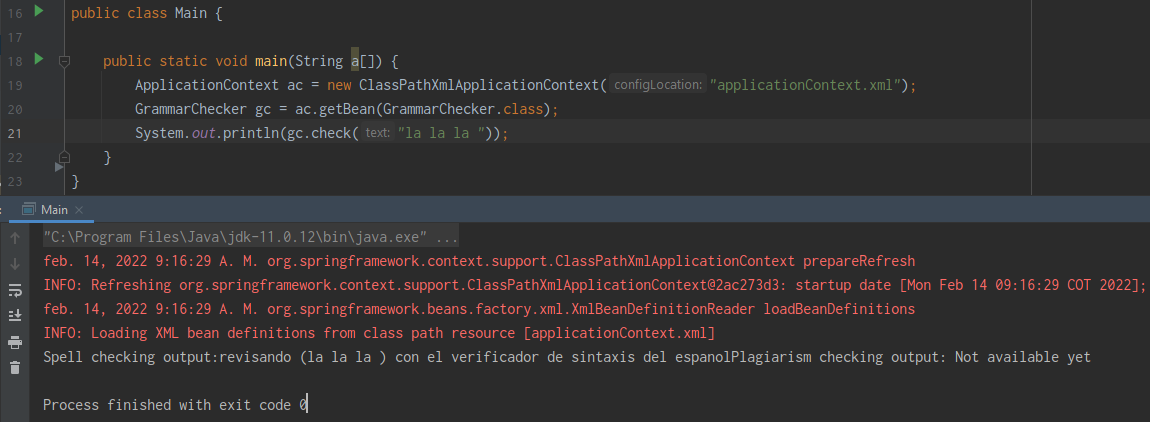 16 public class Main {
17
18 public static void main(String a[]) {
19 ApplicationContext ac = new ClassPathXmlApplicationContext( configLocation: "applicationContext.xml");
20 GrammarChecker gc = ac.getBean(GrammarChecker.class);
21 System.out.println(gc.check( text: "la la la "));
22 }
23 }
Main
"C:\Program Files\Java\jdk-11.0.12\bin\java.exe" ...
feb. 14, 2022 9:16:29 A. M. org.springframework.context.support.ClassPathXmlApplicationContext prepareRefresh
INFO: Refreshing org.springframework.context.support.ClassPathXmlApplicationContext@2ac273d3: startup date [Mon Feb 14 09:16:29 COT 2022];
feb. 14, 2022 9:16:29 A. M. org.springframework.beans.factory.xml.XmlBeanDefinitionReader loadBeanDefinitions
INFO: Loading XML bean definitions from class path resource [applicationContext.xml]
Spell checking output:revisando (la la la ) con el verificador de sintaxis del espanolPlagiarism checking output: Not available yet
Process finished with exit code 0